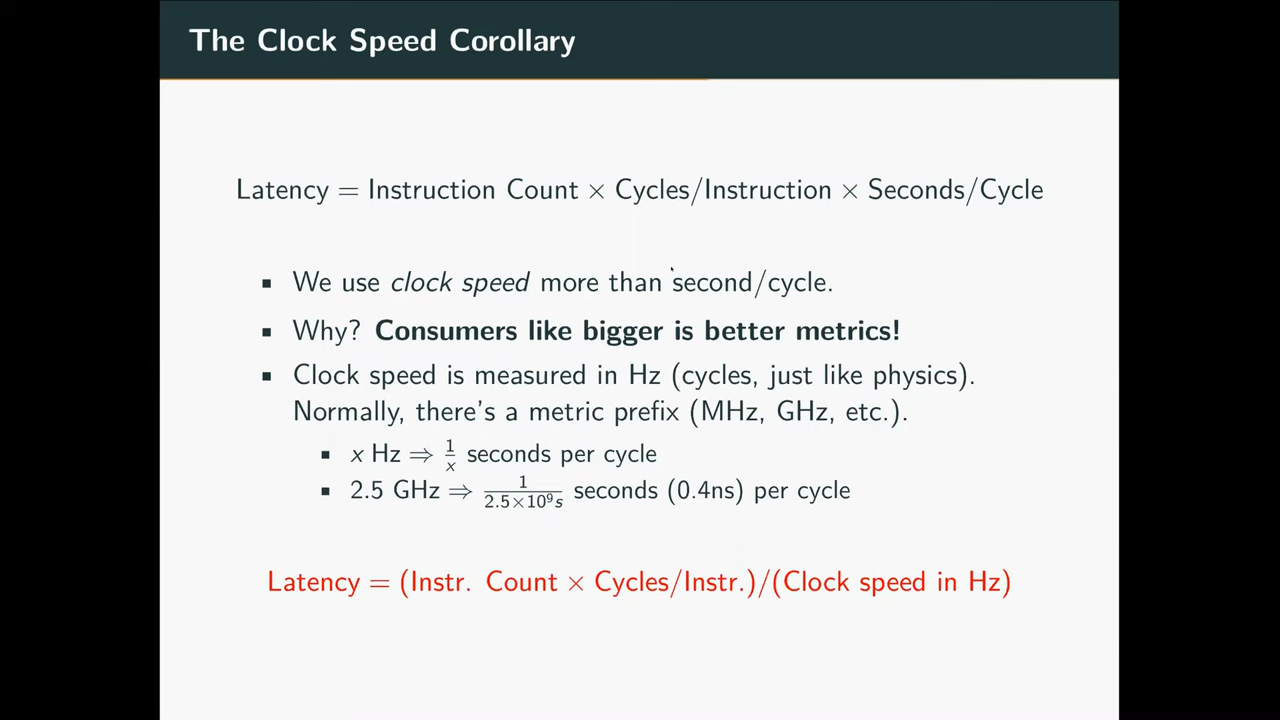 The Clock Speed Corollary
Latency = Instruction Count × Cycles/Instruction × Seconds/Cycle
▪ We use clock speed more than second/cycle.
▪ Why? Consumers like bigger is better metrics!
▪ Clock speed is measured in Hz (cycles, just like physics).
Normally, there's a metric prefix (MHz, GHz, etc.).
▪ x Hz ⇒ 1/x seconds per cycle
▪ 2.5 GHz ⇒ 1/(2.5×10⁹s) seconds (0.4ns) per cycle
Latency = (Instr. Count × Cycles/Instr.)/(Clock speed in Hz)